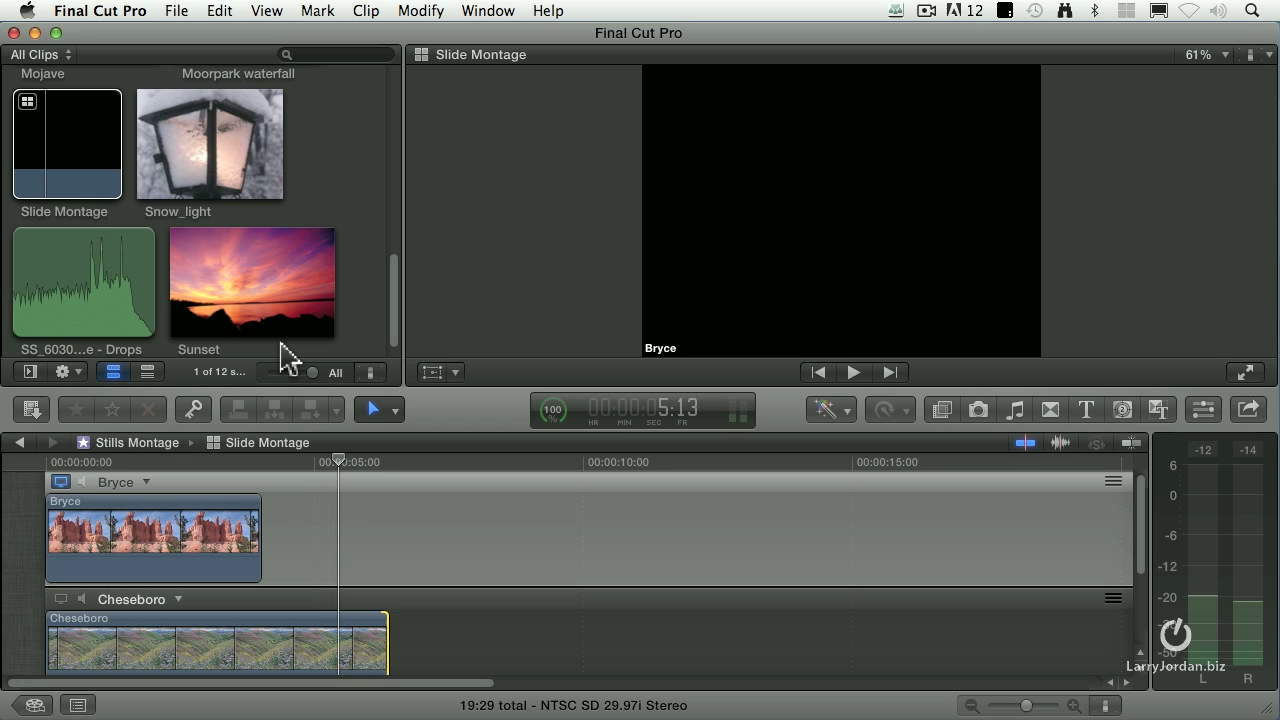 Final Cut Pro File Edit View Mark Clip Modify Window Help 12
Final Cut Pro
All Clips
Slide Montage 61%
Mojave Moorpark waterfall
Slide Montage Snow_light
SS_6030...e - Drops Sunset
Bryce
1 of 12 s... All
100 % 00:00:05:13
HR MIN SEC FR
Stills Montage Slide Montage
00:00:00:00 00:00:05:00 00:00:10:00 00:00:15:00
Bryce
Bryce
Cheseboro
Cheseboro
-12 -14
6
0
-6
-12
-20
-50
LarryJordan.biz
L R
19:29 total - NTSC SD 29.97i Stereo